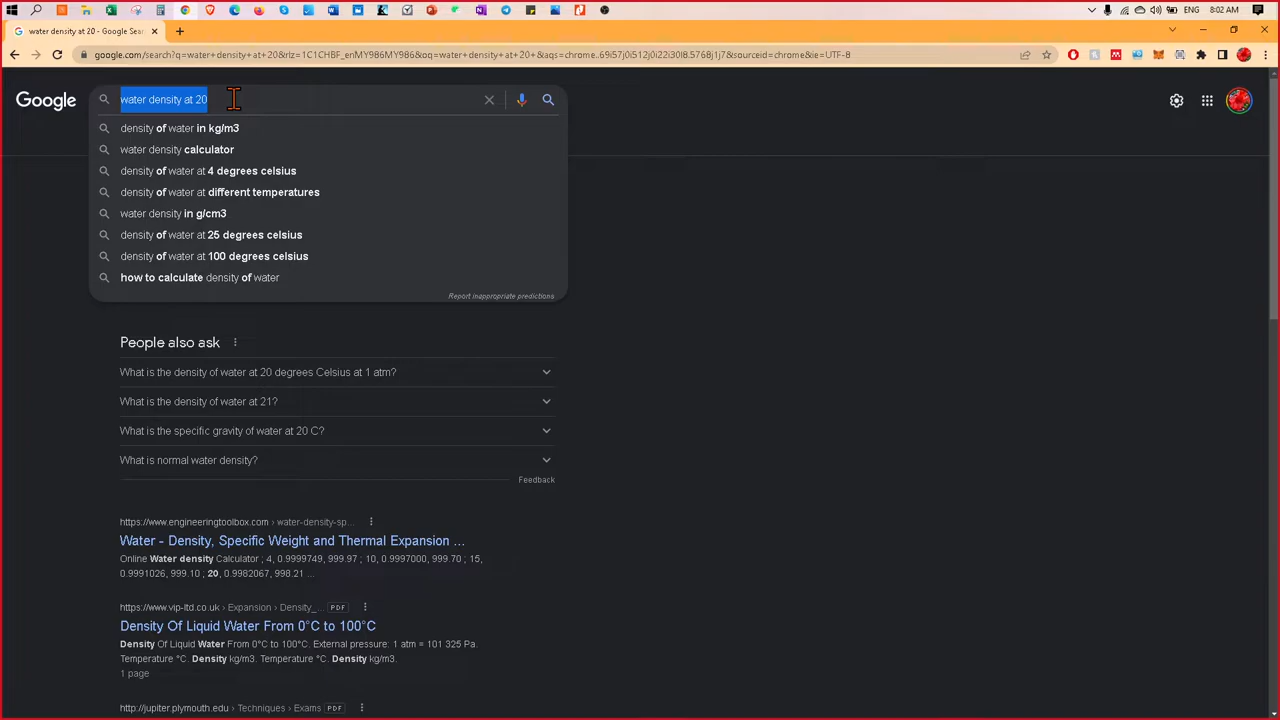 ENG
8:02 AM
water density at 20 - Google Sear
google.com/search?q=water+density+at+20&rlz=1C1CHBF_enMY986MY986&oq=water+density+at+20+&aqs=chrome..69i57j0i512j0i22i30l8.5768j1j7&sourceid=chrome&ie=UTF-8
Google
water density at 20
density of water in kg/m3
water density calculator
density of water at 4 degrees celsius
density of water at different temperatures
water density in g/cm3
density of water at 25 degrees celsius
density of water at 100 degrees celsius
how to calculate density of water
Report inappropriate predictions
People also ask
What is the density of water at 20 degrees Celsius at 1 atm?
What is the density of water at 21?
What is the specific gravity of water at 20 C?
What is normal water density?
Feedback
https://www.engineeringtoolbox.com › water-density-sp...
Water - Density, Specific Weight and Thermal Expansion ...
Online Water density Calculator ; 4, 0.9999749, 999.97 ; 10, 0.9997000, 999.70 ; 15,
0.9991026, 999.10 ; 20, 0.9982067, 998.21 ...
https://www.vip-ltd.co.uk › Expansion › Density_... PDF
Density Of Liquid Water From 0°C to 100°C
Density Of Liquid Water From 0°C to 100°C. External pressure: 1 atm = 101 325 Pa.
Temperature °C. Density kg/m3. Temperature °C. Density kg/m3.
1 page
http://jupiter.plymouth.edu › Techniques › Exams PDF